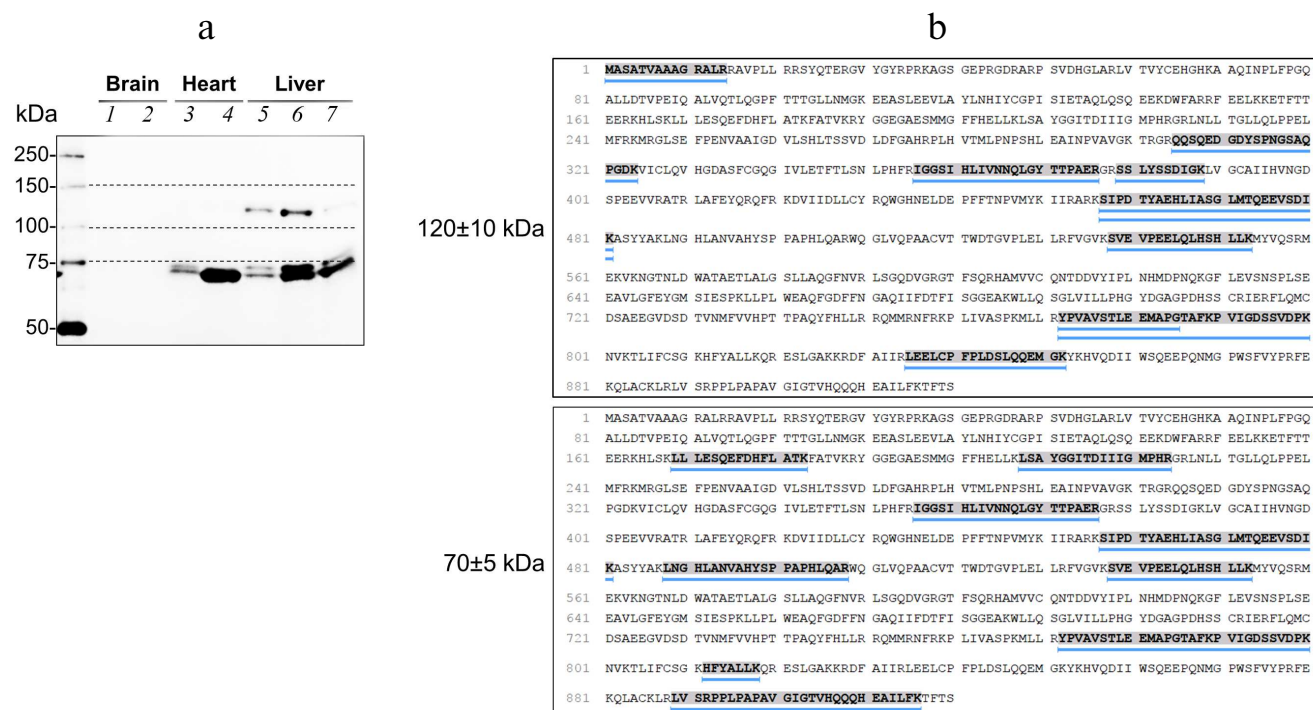 a
b
Brain Heart Liver
kDa 1 2 3 4 5 6 7
250
150
100
75
50
120±10 kDa
1 MASATVAAAG RALRRAVPLL RRSYQTERGV YGYRPRKAGS GEPRGDRARP SVDHGLARLV TVYCEHGHKA AQINPLFPGQ
81 ALLDTVPEIQ ALVQTLQGPF TTTGLLNMGK EEASLEEVLA YLNHIYCGPI SIETAQLQSQ EEKDWFARRF EELKKETFTT
161 EERKHLSKLL LESQEFDHFL ATKFATVKRY GGEGAESMMG FFHELLKLSA YGGITDIIIG MPHRGRLNLL TGLLQLPPEL
241 MFRKMRGLSE FPENVAAIGD VLSHLTSSVD LDFGAHRPLH VTMLPNPSHL EAINPVAVGK TRGRQQSQED GDYSPNGSAQ
321 PGDKVICLQV HGDASFCGQG IVLETFTLSN LPHFRIGGSI HLIVNNQLGY TTPAERGRSS LYSSDIGKLV GCAIIHVNGD
401 SPEEVVRATR LAFEYQRQFR KDVIIDLLCY RQWGHNELDE PFFTNPVMYK IIRARKSIPD TYAEHLIASG LMTQEEVSDI
481 KASYYAKLNG HLANVAHYSP PAPHLQARWQ GLVQPAACVT TWDTGVPLEL LRFVGVKSVE VPEELQLHSH LLKMYVQSRM
561 EKVKNGTNLD WATAETLALG SLLAQGFNVR LSGQDVGRGT FSQRHAMVVC QNTDDVYIPL NHMDPNQKGF LEVSNSPLSE
641 EAVLGFEYGM SIESPKLLPL WEAQFGDFFN GAQIIFDTFI SGGEAKWLLQ SGLVILLPHG YDGAGPDHSS CRIERFLQMC
721 DSAEEGVDSD TVNMFVVHPT TPAQYFHLLR RQMMRNFRKP LIVASPKMLL RYPVAVSTLE EMAPGTAFKP VIGDSSVDPK
801 NVKTLIFCSG KHFYALLKQR ESLGAKKRDF AIIRLEELCP FPLDSLQQEM GKYKHVQDII WSQEEPQNMG PWSFVYPRFE
881 KQLACKLRLV SRPPLPAPAV GIGTVHQQQH EAILFKTFTS
70±5 kDa
1 MASATVAAAG RALRRAVPLL RRSYQTERGV YGYRPRKAGS GEPRGDRARP SVDHGLARLV TVYCEHGHKA AQINPLFPGQ
81 ALLDTVPEIQ ALVQTLQGPF TTTGLLNMGK EEASLEEVLA YLNHIYCGPI SIETAQLQSQ EEKDWFARRF EELKKETFTT
161 EERKHLSKLL LESQEFDHFL ATKFATVKRY GGEGAESMMG FFHELLKLSA YGGITDIIIG MPHRGRLNLL TGLLQLPPEL
241 MFRKMRGLSE FPENVAAIGD VLSHLTSSVD LDFGAHRPLH VTMLPNPSHL EAINPVAVGK TRGRQQSQED GDYSPNGSAQ
321 PGDKVICLQV HGDASFCGQG IVLETFTLSN LPHFRIGGSI HLIVNNQLGY TTPAERGRSS LYSSDIGKLV GCAIIHVNGD
401 SPEEVVRATR LAFEYQRQFR KDVIIDLLCY RQWGHNELDE PFFTNPVMYK IIRARKSIPD TYAEHLIASG LMTQEEVSDI
481 KASYYAKLNG HLANVAHYSP PAPHLQARWQ GLVQPAACVT TWDTGVPLEL LRFVGVKSVE VPEELQLHSH LLKMYVQSRM
561 EKVKNGTNLD WATAETLALG SLLAQGFNVR LSGQDVGRGT FSQRHAMVVC QNTDDVYIPL NHMDPNQKGF LEVSNSPLSE
641 EAVLGFEYGM SIESPKLLPL WEAQFGDFFN GAQIIFDTFI SGGEAKWLLQ SGLVILLPHG YDGAGPDHSS CRIERFLQMC
721 DSAEEGVDSD TVNMFVVHPT TPAQYFHLLR RQMMRNFRKP LIVASPKMLL RYPVAVSTLE EMAPGTAFKP VIGDSSVDPK
801 NVKTLIFCSG KHFYALLKQR ESLGAKKRDF AIIRLEELCP FPLDSLQQEM GKYKHVQDII WSQEEPQNMG PWSFVYPRFE
881 KQLACKLRLV SRPPLPAPAV GIGTVHQQQH EAILFKTFTS